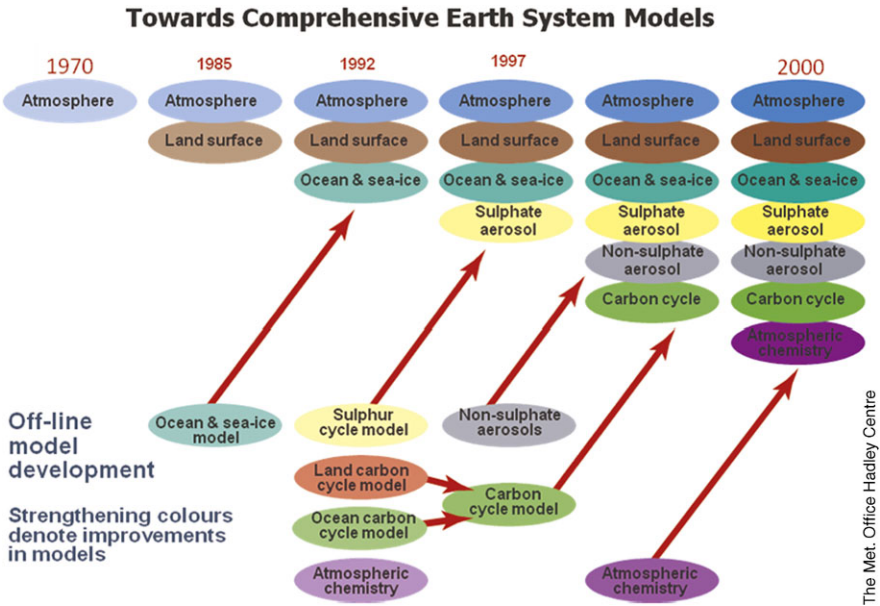 Towards Comprehensive Earth System Models
1970
1985
1992
1997
2000
Atmosphere
Atmosphere
Atmosphere
Atmosphere
Atmosphere
Atmosphere
Land surface
Land surface
Land surface
Land surface
Land surface
Ocean & sea-ice
Ocean & sea-ice
Ocean & sea-ice
Ocean & sea-ice
Sulphate
aerosol
Sulphate
aerosol
Sulphate
aerosol
Non-sulphate
aerosol
Non-sulphate
aerosol
Carbon cycle
Carbon cycle
Atmospheric
chemistry
Off-line
model
development
Ocean & sea-ice
model
Sulphur
cycle model
Non-sulphate
aerosols
Land carbon
cycle model
Carbon
cycle model
Ocean carbon
cycle model
Strengthening colours
denote improvements
in models
Atmospheric
chemistry
Atmospheric
chemistry
The Met. Office Hadley Centre